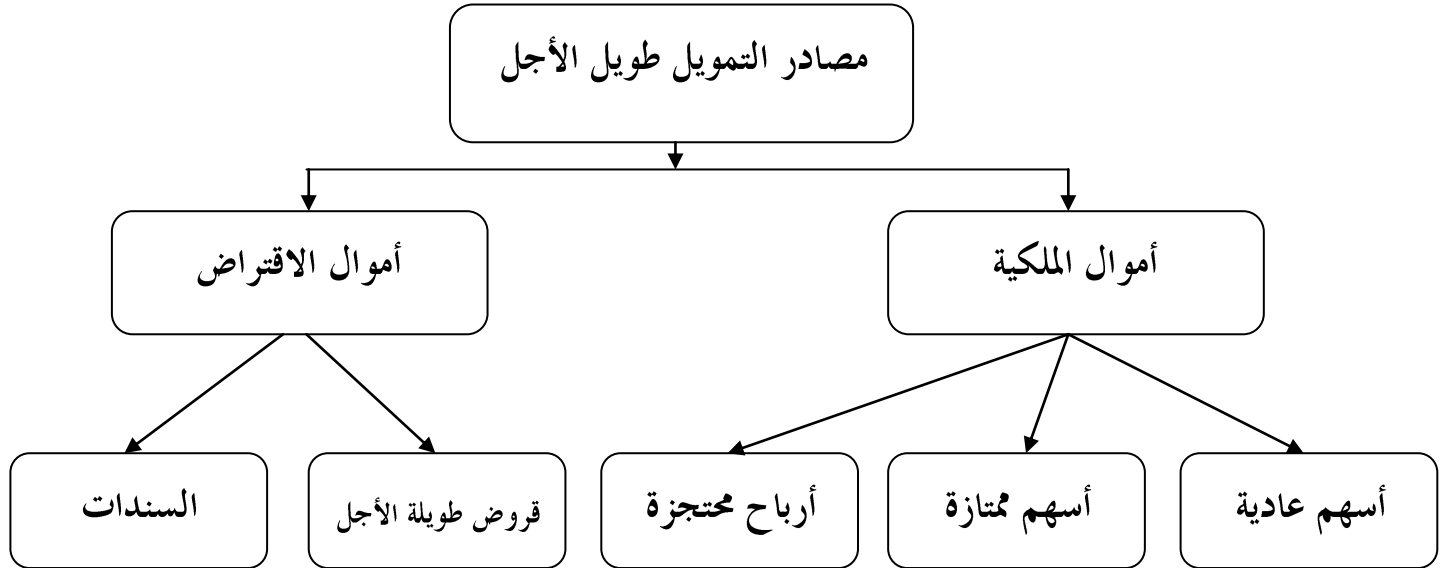 مصادر التمويل طويل الأجل
أموال الملكية
أموال الاقتراض
أسهم عادية
أسهم ممتازة
أرباح محتجزة
قروض طويلة الأجل
السندات